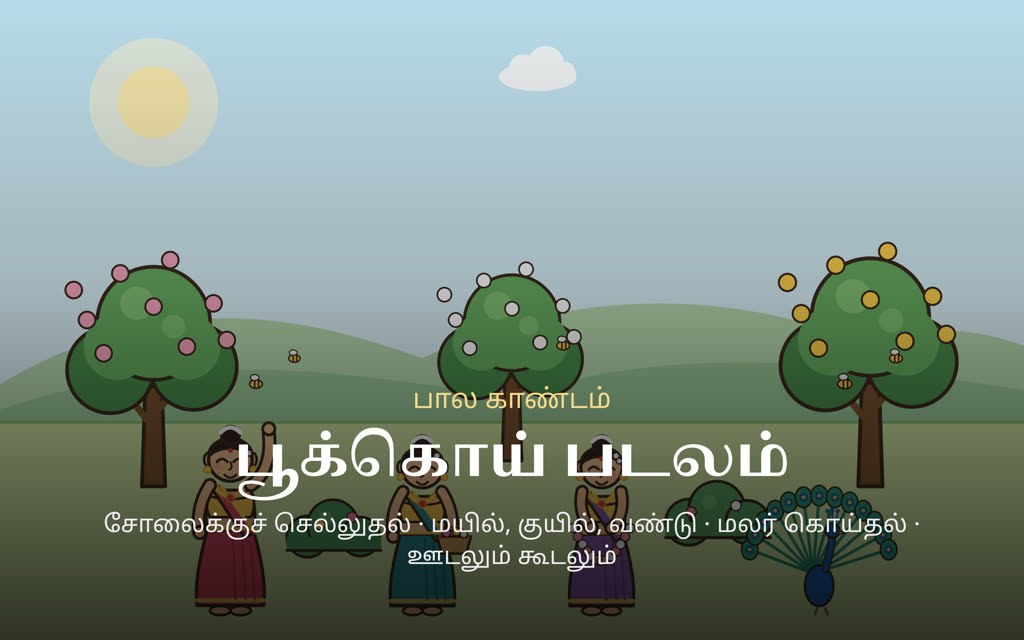 பால காண்டம்
பூக்கொய் படலம்
சோலைக்குச் செல்லுதல் · மயில், குயில், வண்டு · மலர் கொய்தல் ·
ஊடலும் கூடலும்